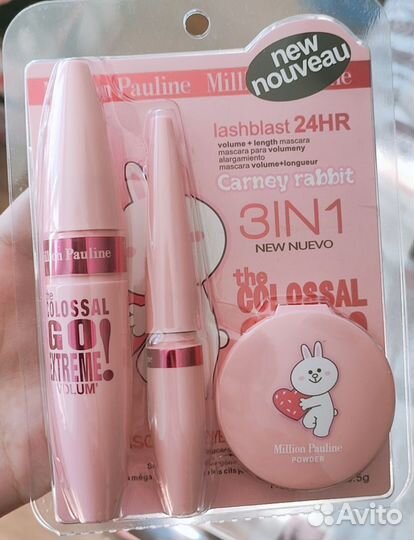 new
nouveau
Million Pauline Million Pauline
lashblast 24HR
volume + length mascara
mascara para volumeny
alargamiento
mascara volume+longueur
Carney rabbit
3IN1
NEW NUEVO
the
COLOSSAL
Million Pauline
the
COLOSSAL
GO
EXTREME!
VOLUM'
Million Pauline
POWDER
Avito